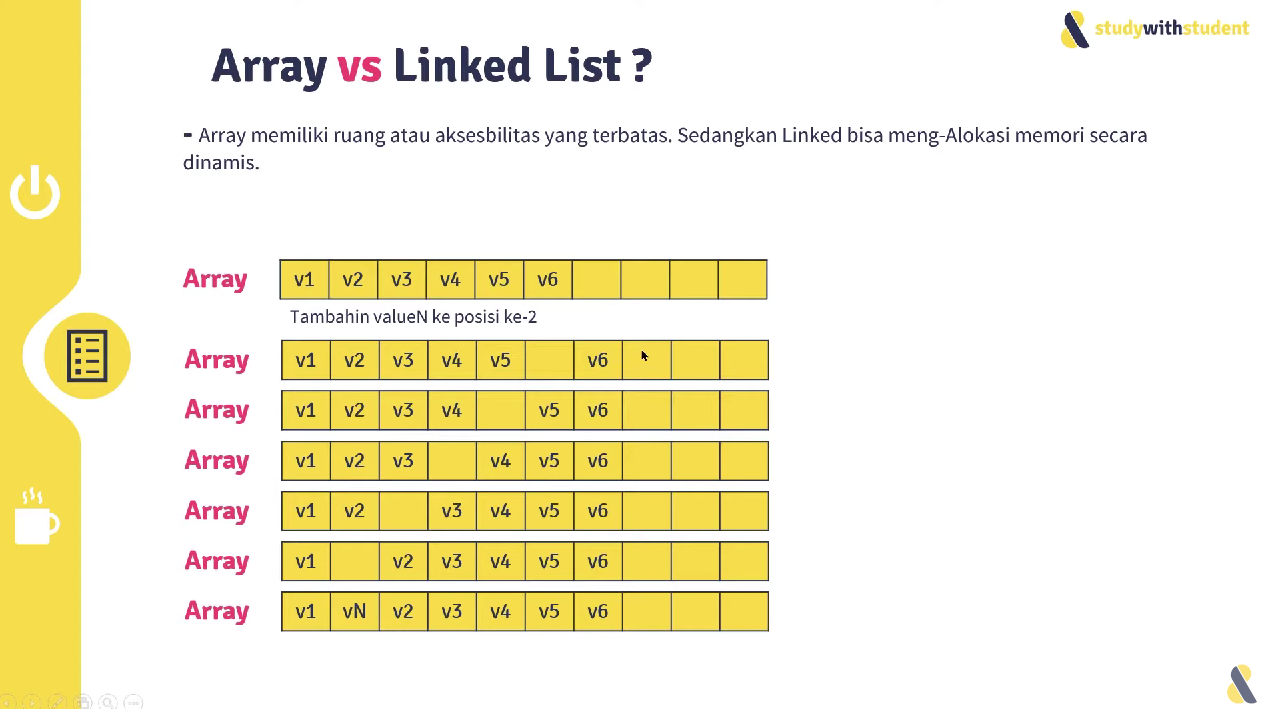 studywithstudent
Array vs Linked List ?
- Array memiliki ruang atau aksesbilitas yang terbatas. Sedangkan Linked bisa meng-Alokasi memori secara
dinamis.
Array v1 v2 v3 v4 v5 v6
Tambahin valueN ke posisi ke-2
Array v1 v2 v3 v4 v5 v6
Array v1 v2 v3 v4 v5 v6
Array v1 v2 v3 v4 v5 v6
Array v1 v2 v3 v4 v5 v6
Array v1 v2 v3 v4 v5 v6
Array v1 vN v2 v3 v4 v5 v6